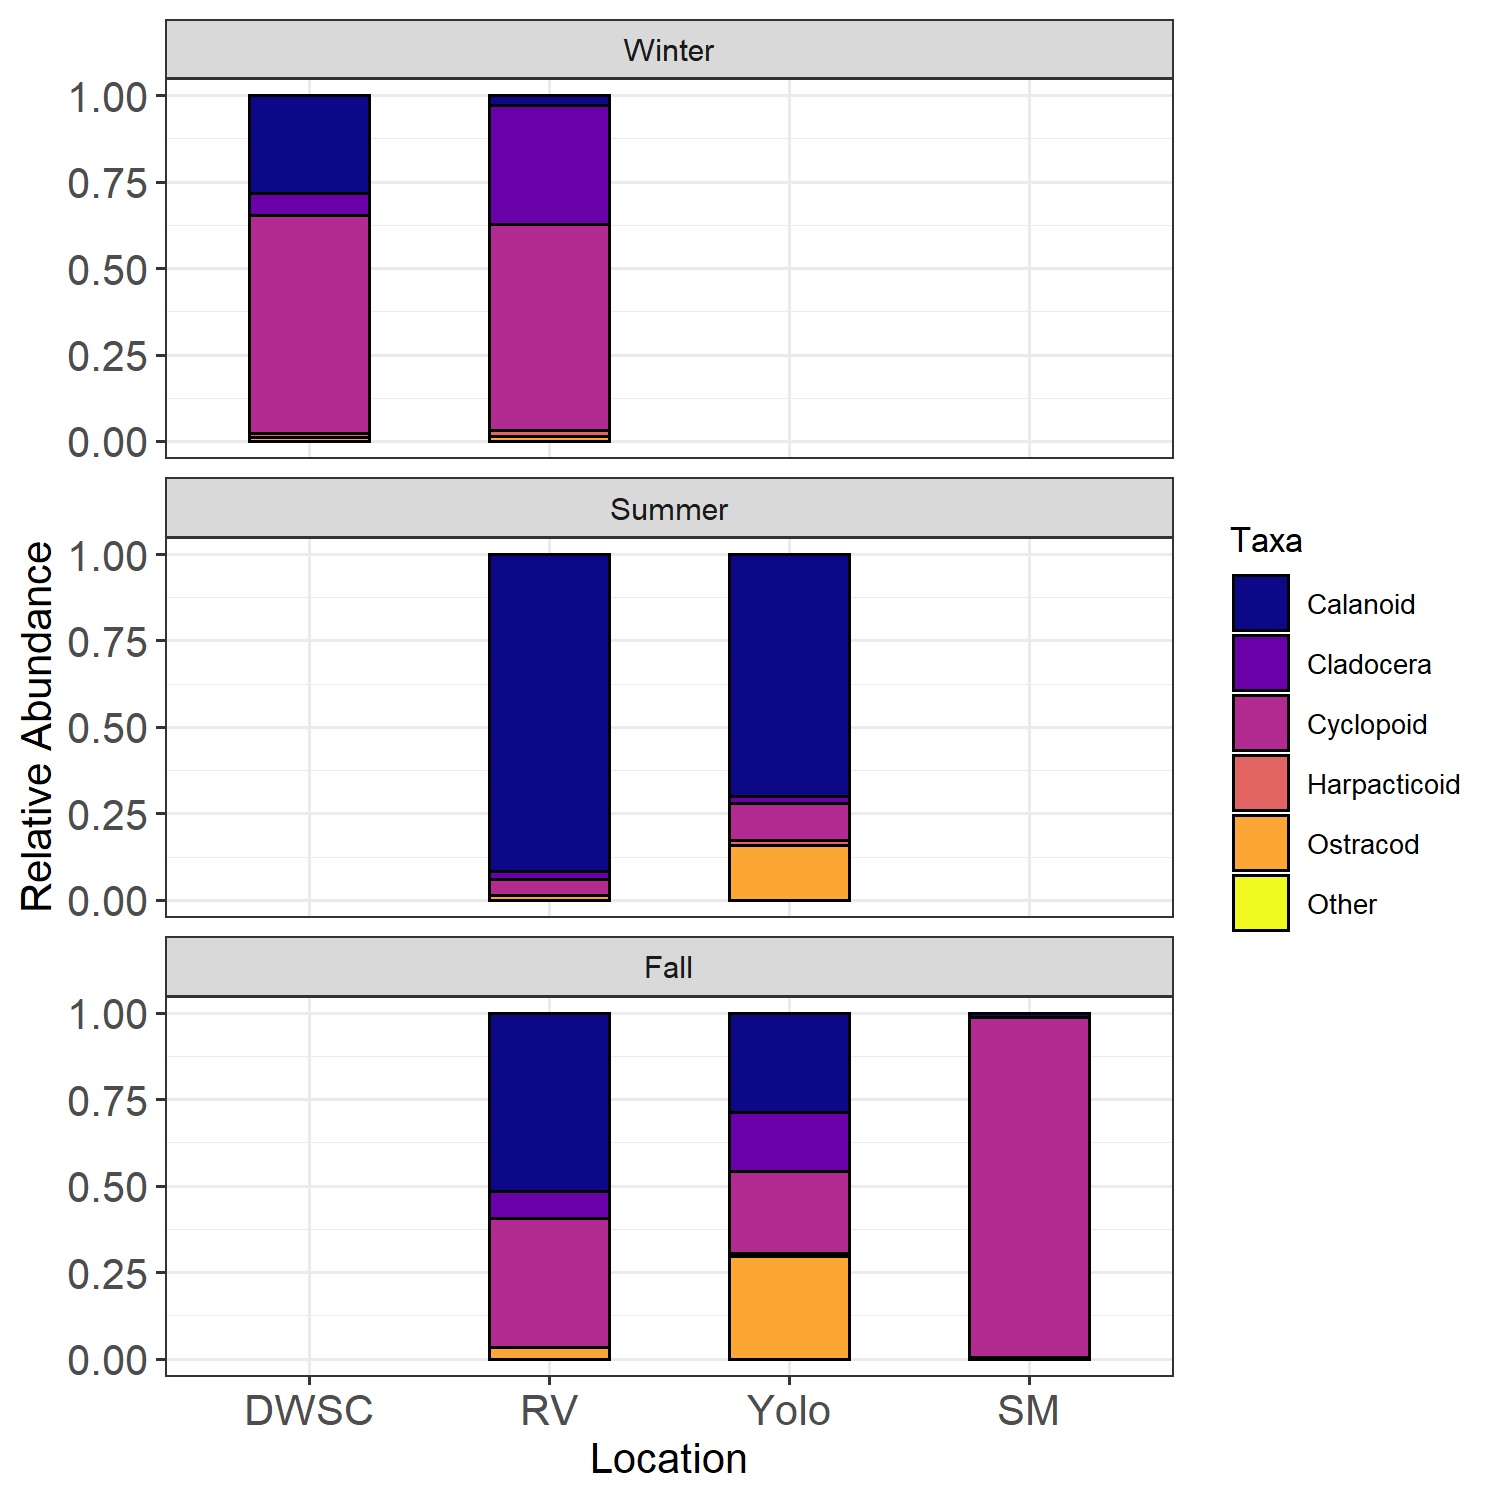 Winter
1.00
0.75
0.50
0.25
0.00
Summer
1.00
0.75
0.50
0.25
0.00
Fall
1.00
0.75
0.50
0.25
0.00
Relative Abundance
DWSC RV Yolo SM
Location
Taxa
Calanoid
Cladocera
Cyclopoid
Harpacticoid
Ostracod
Other